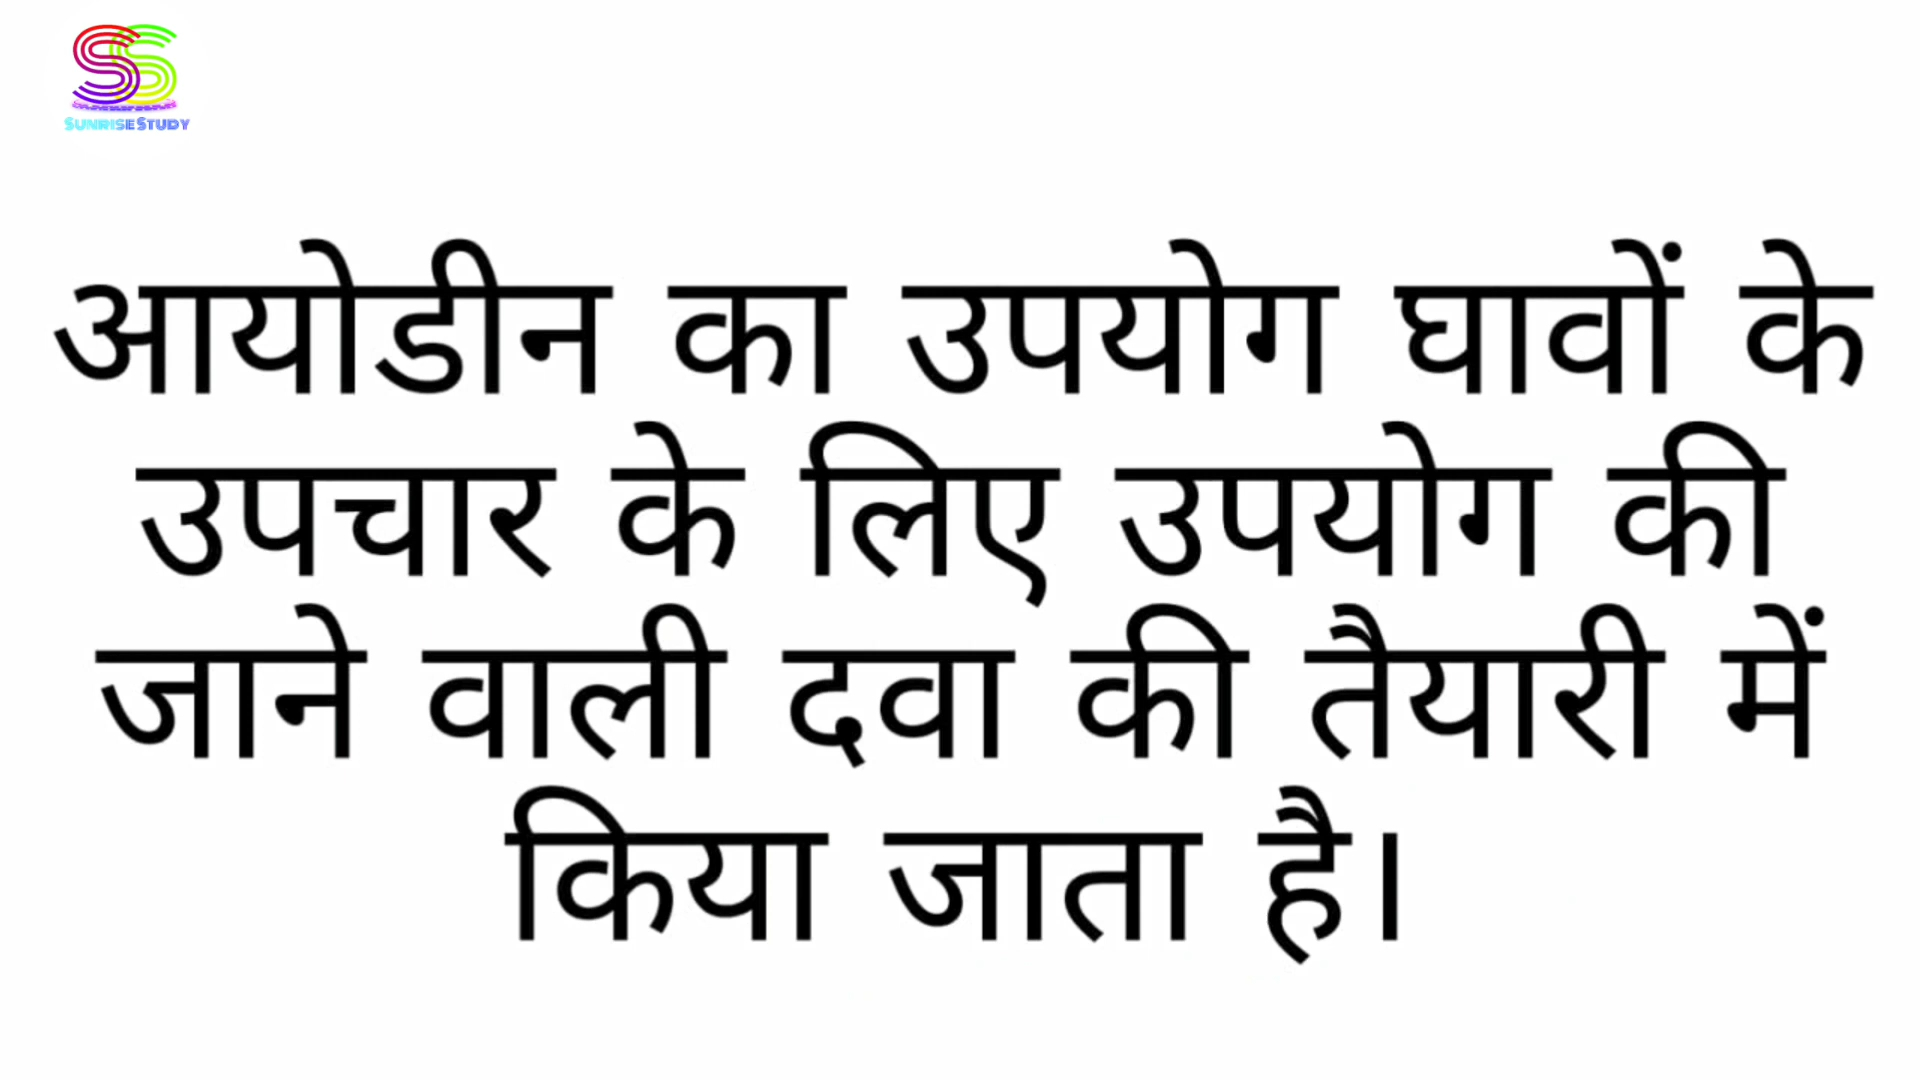 SUNRISESTUDY
आयोडीन का उपयोग घावों के
उपचार के लिए उपयोग की
जाने वाली दवा की तैयारी में
किया जाता है।